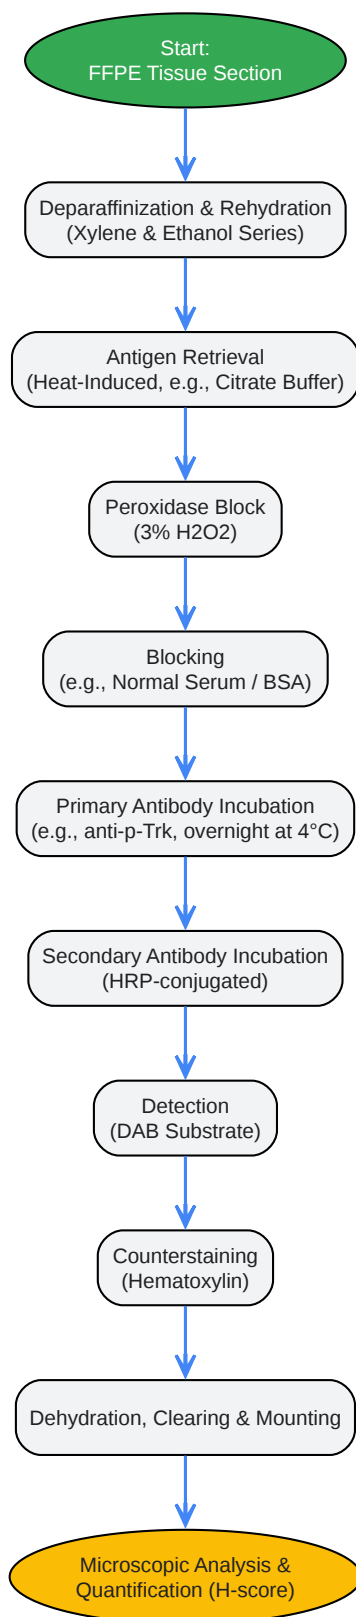 Start:
FFPE Tissue Section
Deparaffinization & Rehydration
(Xylene & Ethanol Series)
Antigen Retrieval
(Heat-Induced, e.g., Citrate Buffer)
Peroxidase Block
(3% H2O2)
Blocking
(e.g., Normal Serum / BSA)
Primary Antibody Incubation
(e.g., anti-p-Trk, overnight at 4°C)
Secondary Antibody Incubation
(HRP-conjugated)
Detection
(DAB Substrate)
Counterstaining
(Hematoxylin)
Dehydration, Clearing & Mounting
Microscopic Analysis &
Quantification (H-score)